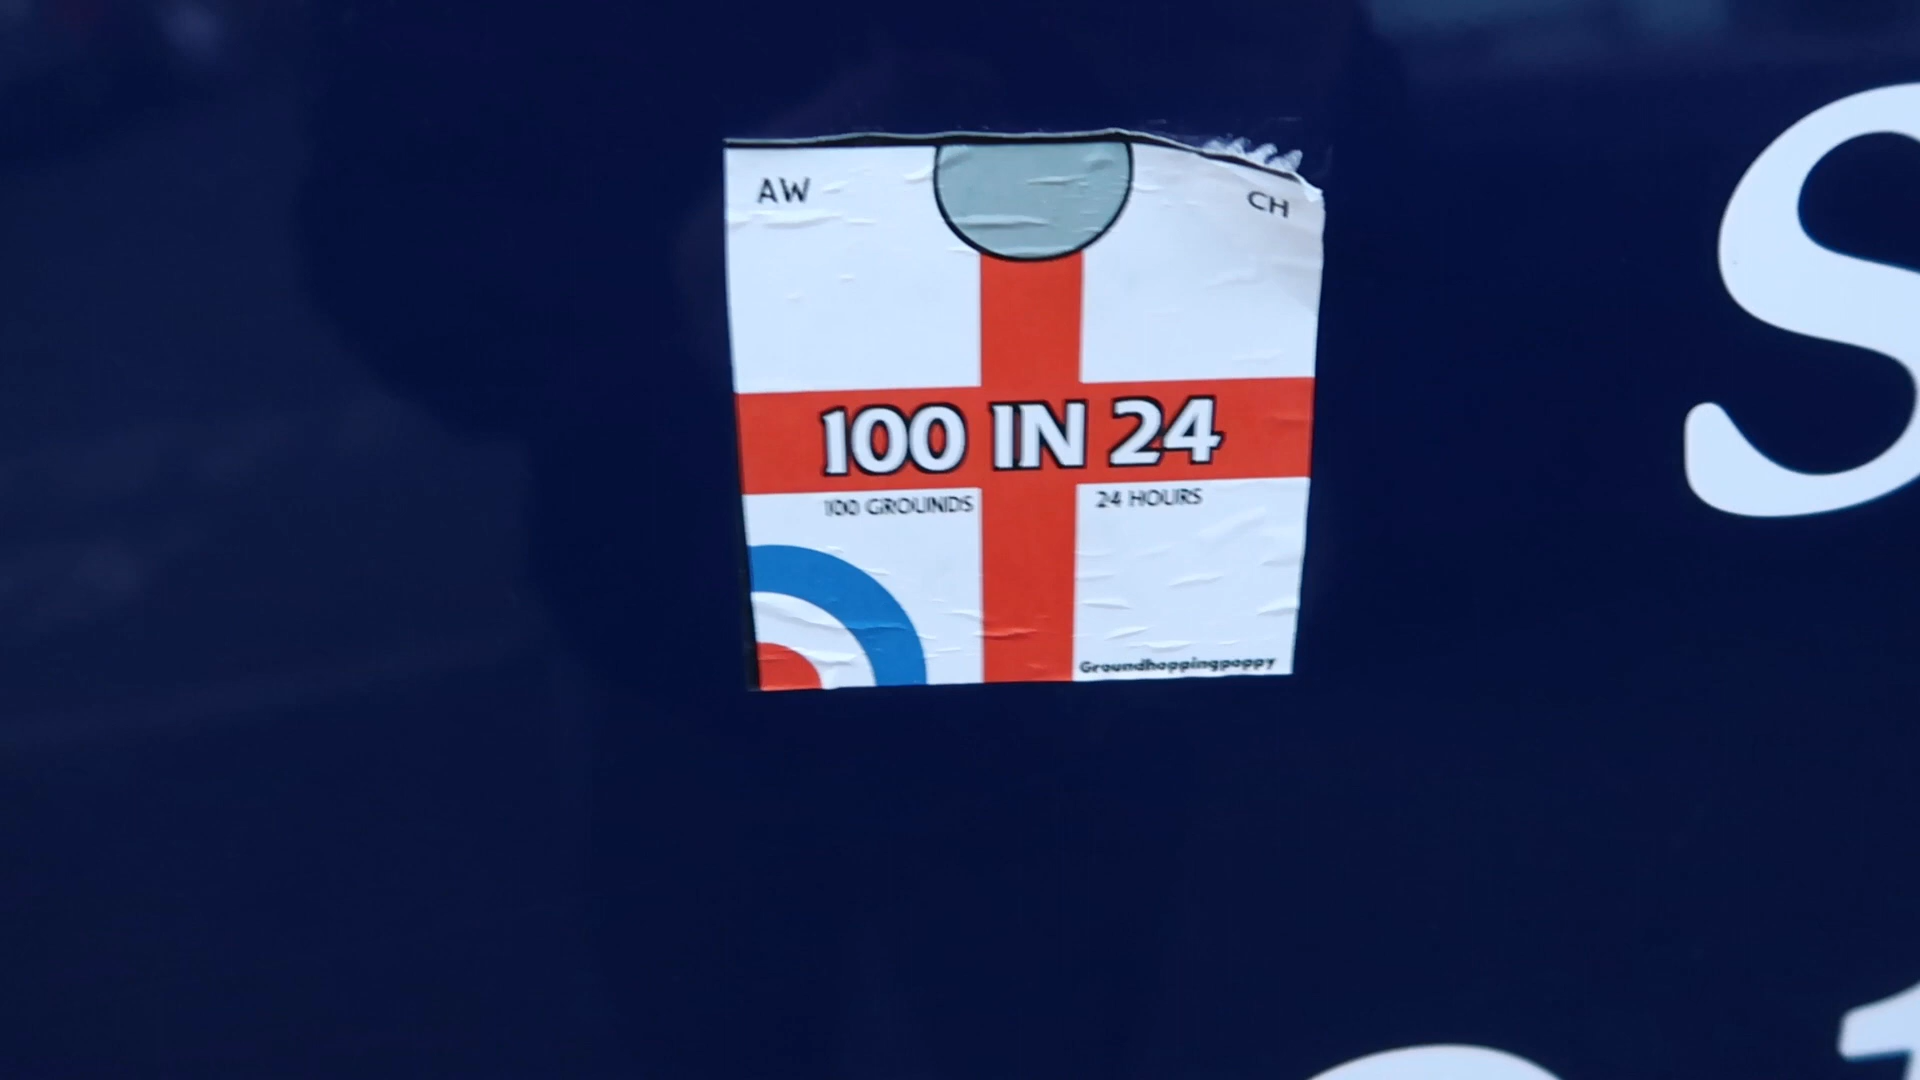 AW
CH
100 IN 24
100 GROUNDS
24 HOURS
Groundhoppingpoppy
S